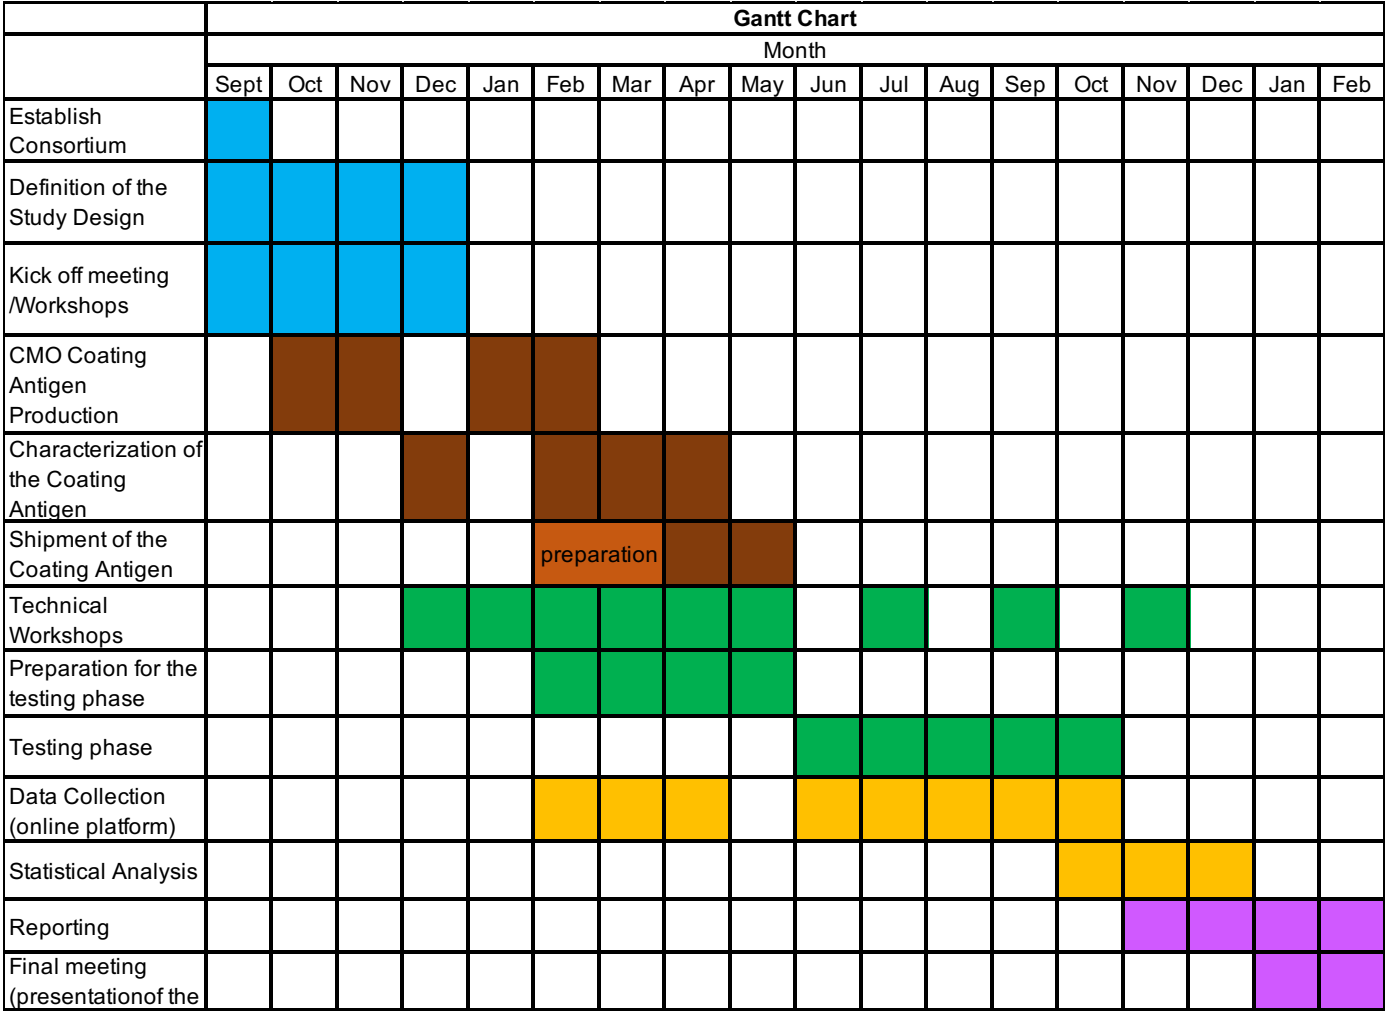 Gantt Chart
Month
Sept Oct Nov Dec Jan Feb Mar Apr May Jun Jul Aug Sep Oct Nov Dec Jan Feb
Establish
Consortium
Definition of the
Study Design
Kick off meeting
/Workshops
CMO Coating
Antigen
Production
Characterization of
the Coating
Antigen
Shipment of the
Coating Antigen
preparation
Technical
Workshops
Preparation for the
testing phase
Testing phase
Data Collection
(online platform)
Statistical Analysis
Reporting
Final meeting
(presentationof the